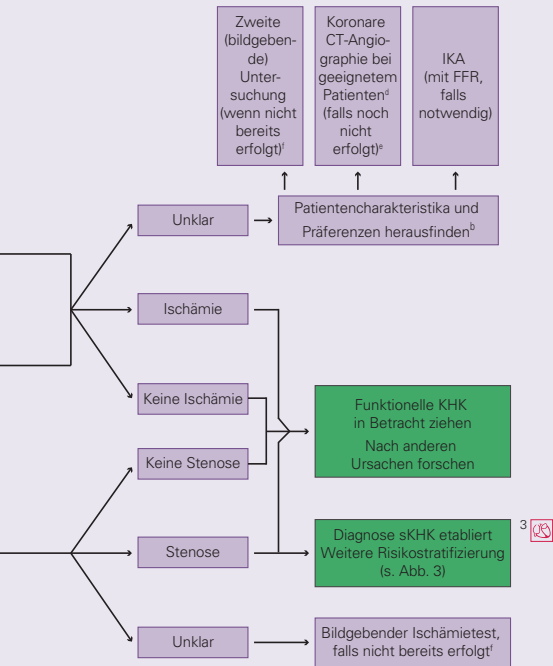 Zweite
(bildgeben-
de)
Unter-
suchung
(wenn nicht
bereits
erfolgt)f
Koronare
CT-Angio-
graphie bei
geeignetem
Patientend
(falls noch
nicht
erfolgt)e
IKA
(mit FFR,
falls
notwendig)
Unklar
Patientencharakteristika und
Präferenzen herausfindenb
Ischämie
Keine Ischämie
Funktionelle KHK
in Betracht ziehen
Nach anderen
Ursachen forschen
Keine Stenose
Stenose
Diagnose sKHK etabliert
Weitere Risikostratifizierung
(s. Abb. 3)
3
Unklar
Bildgebender Ischämietest,
falls nicht bereits erfolgtf